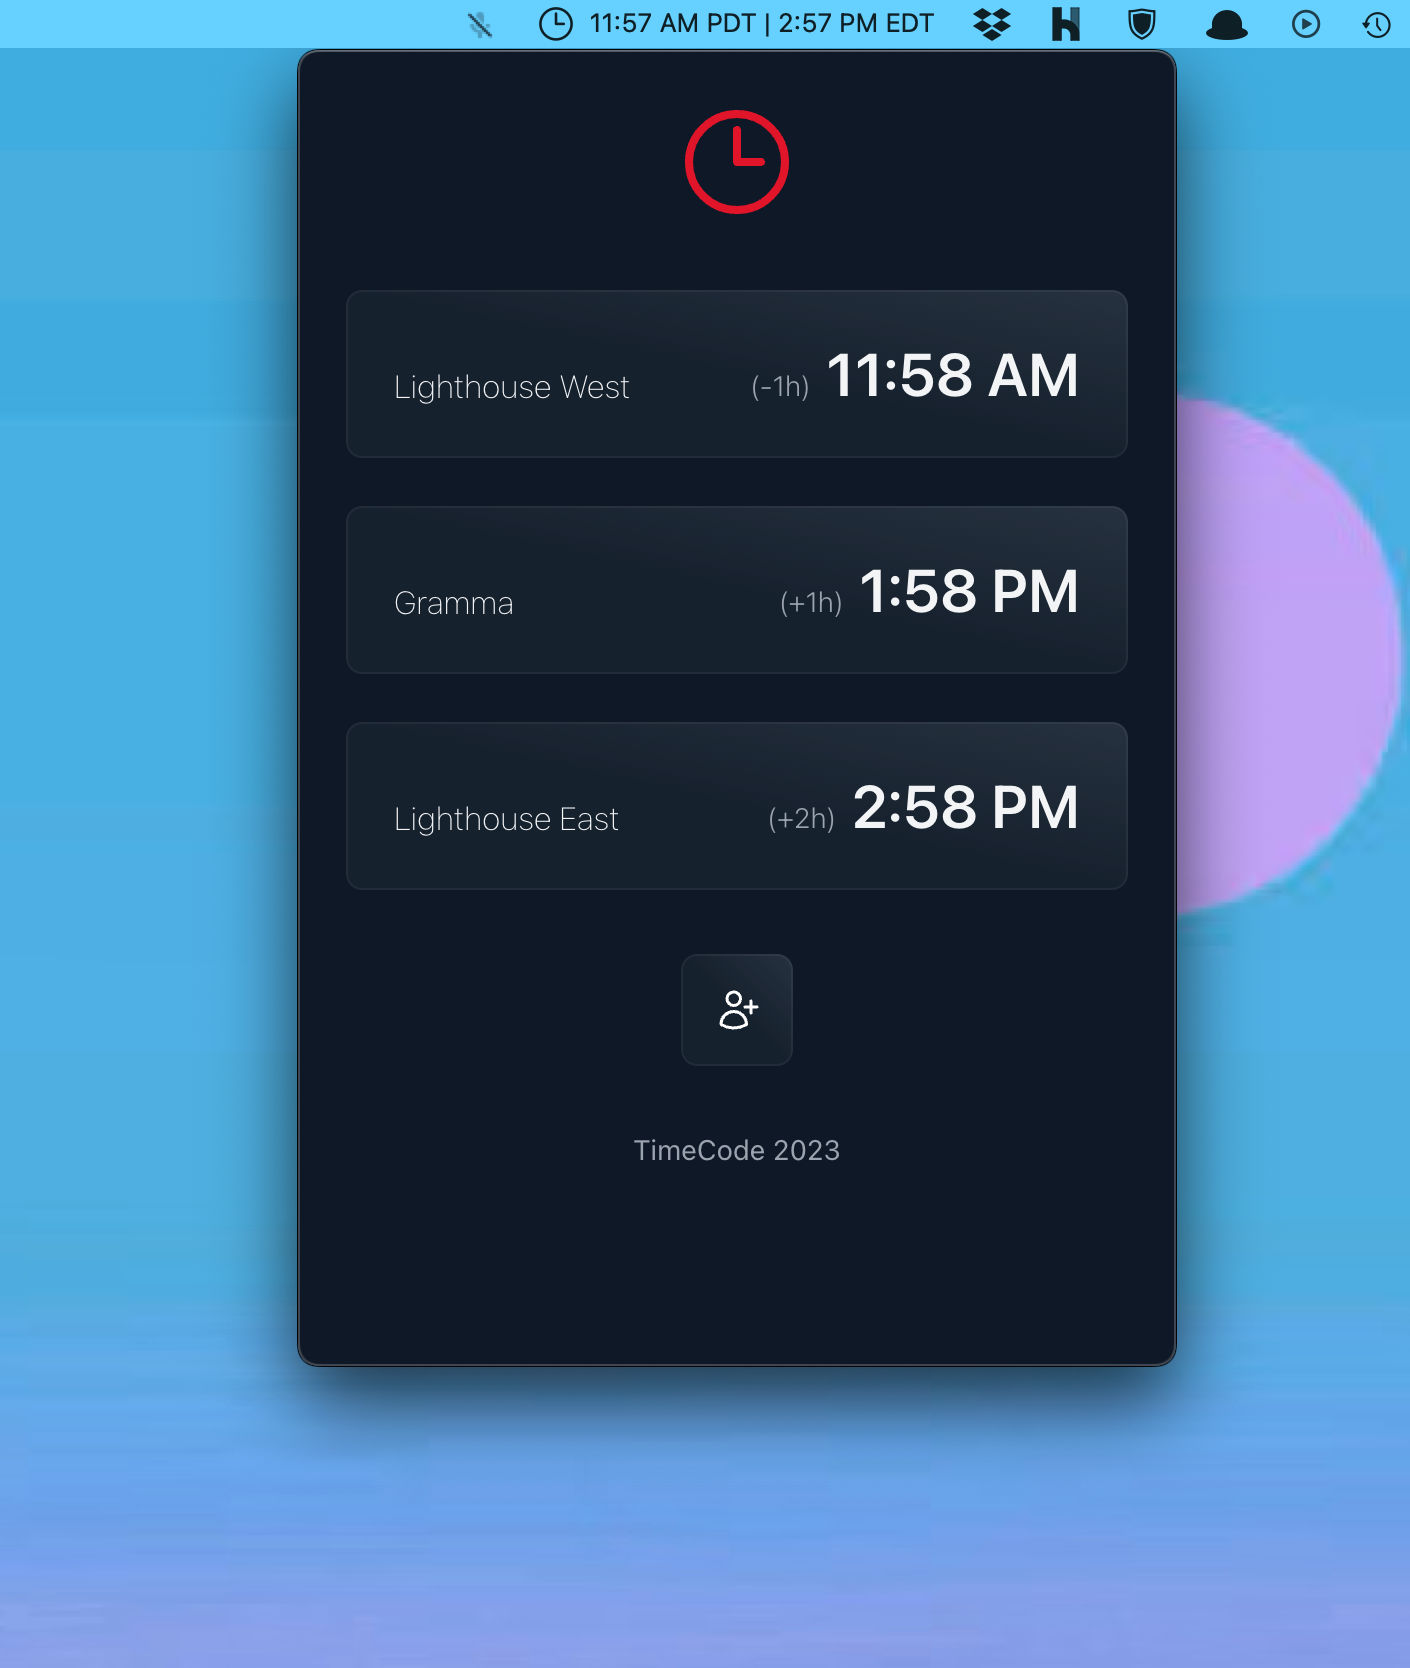 11:57 AM PDT | 2:57 PM EDT
Lighthouse West (-1h) 11:58 AM
Gramma (+1h) 1:58 PM
Lighthouse East (+2h) 2:58 PM
TimeCode 2023